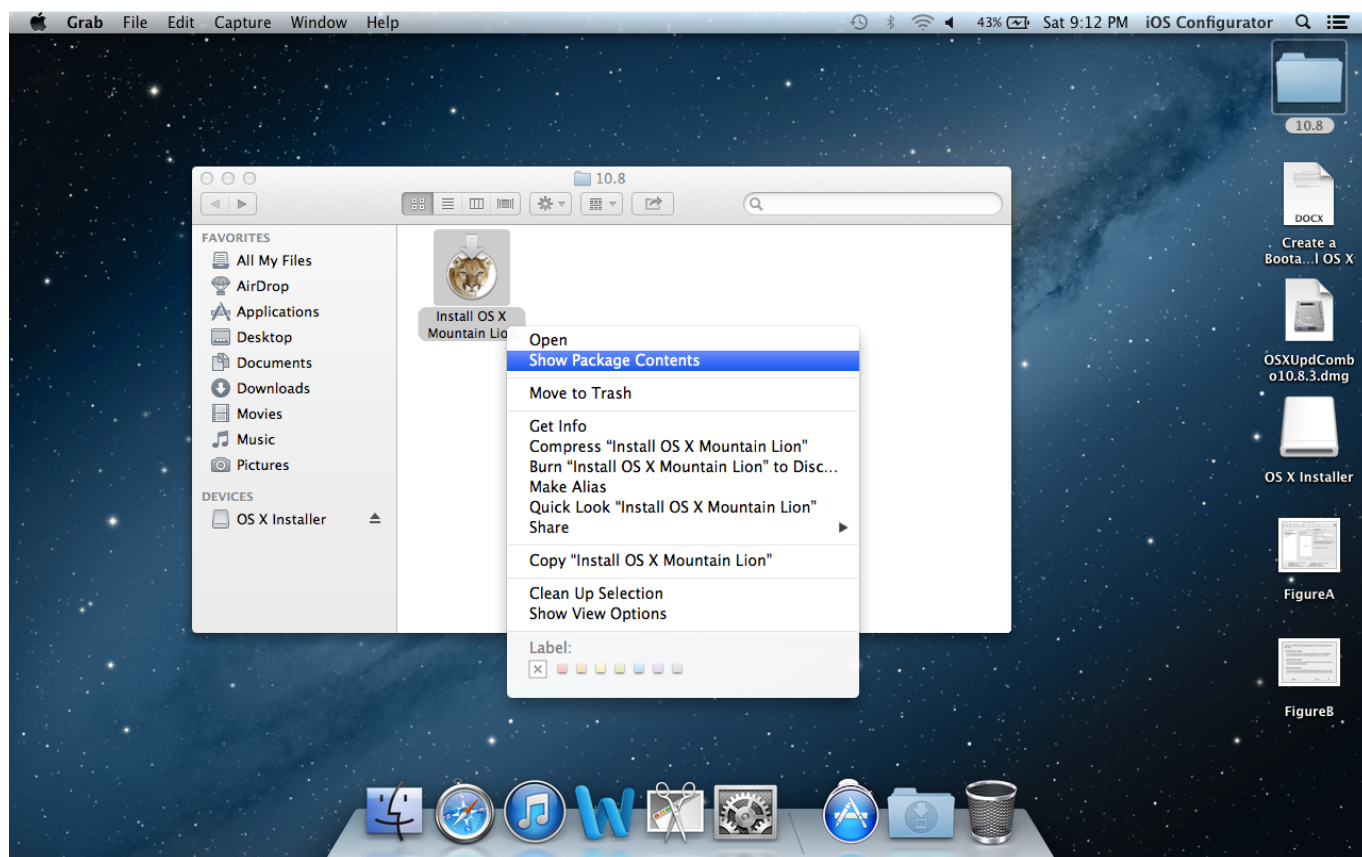 Grab File Edit Capture Window Help 43% Sat 9:12 PM iOS Configurator
10.8
10.8
FAVORITES
All My Files
AirDrop
Applications
Desktop
Documents
Downloads
Movies
Music
Pictures
DEVICES
OS X Installer
Install OS X
Mountain Lio
Open
Show Package Contents
Move to Trash
Get Info
Compress “Install OS X Mountain Lion”
Burn “Install OS X Mountain Lion” to Disc...
Make Alias
Quick Look “Install OS X Mountain Lion”
Share
Copy “Install OS X Mountain Lion”
Clean Up Selection
Show View Options
Label:
DOCX
Create a
Boota...l OS X
OSXUpdComb
o10.8.3.dmg
OS X Installer
FigureA
FigureB